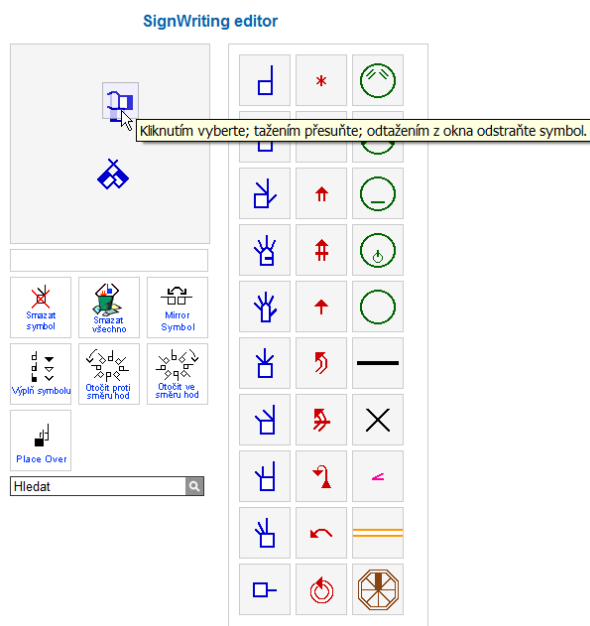 SignWriting editor
Kliknutím vyberte; tažením přesuňte; odtažením z okna odstraňte symbol.
Smazat
symbol
Smazat
všechno
Mirror
Symbol
Výplň symbolu
Otočit proti
směru hod
Otočit ve
směru hod
Place Over
Hledat